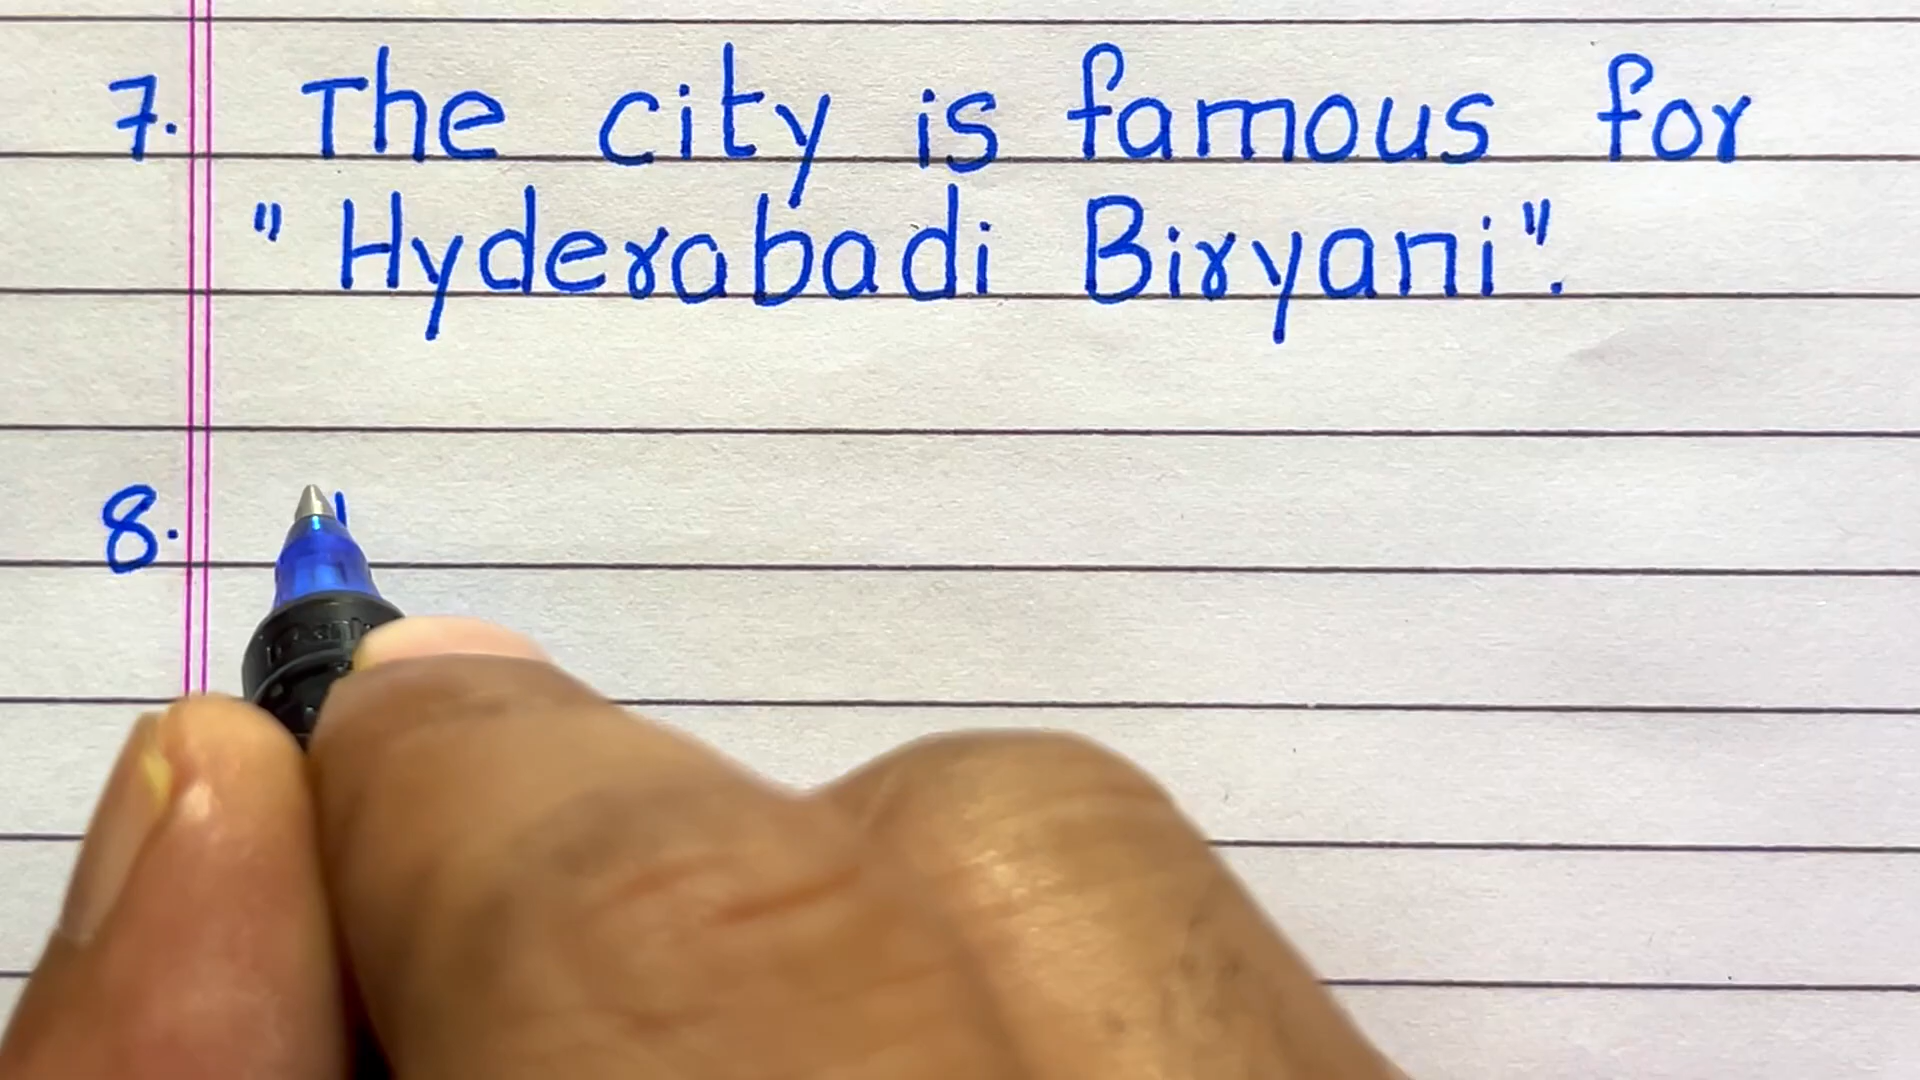 7. The city is famous for
"Hyderabadi Biryani".
8.